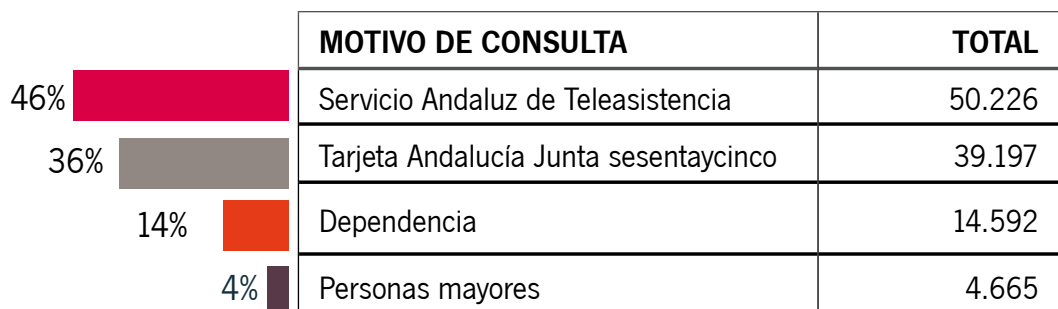 MOTIVO DE CONSULTA TOTAL
46% Servicio Andaluz de Teleasistencia 50.226
36% Tarjeta Andalucía Junta sesentaycinco 39.197
14% Dependencia 14.592
4% Personas mayores 4.665